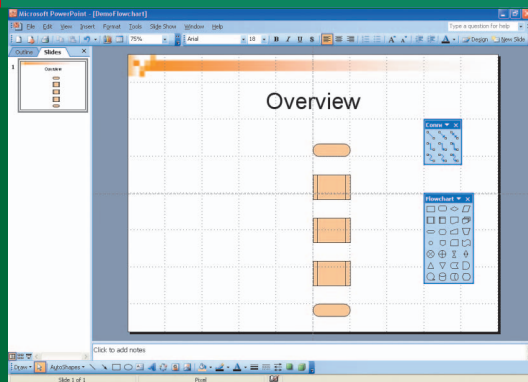 Microsoft PowerPoint - [DemoFlowchart]
File Edit View Insert Format Tools Slide Show Window Help
Type a question for help
75% Arial 18 B I U S A A A Design New Slide
Outline Slides
1
Overview
Overview
Conne
Flowchart
Click to add notes
Draw AutoShapes A
Slide 1 of 1 Pixel